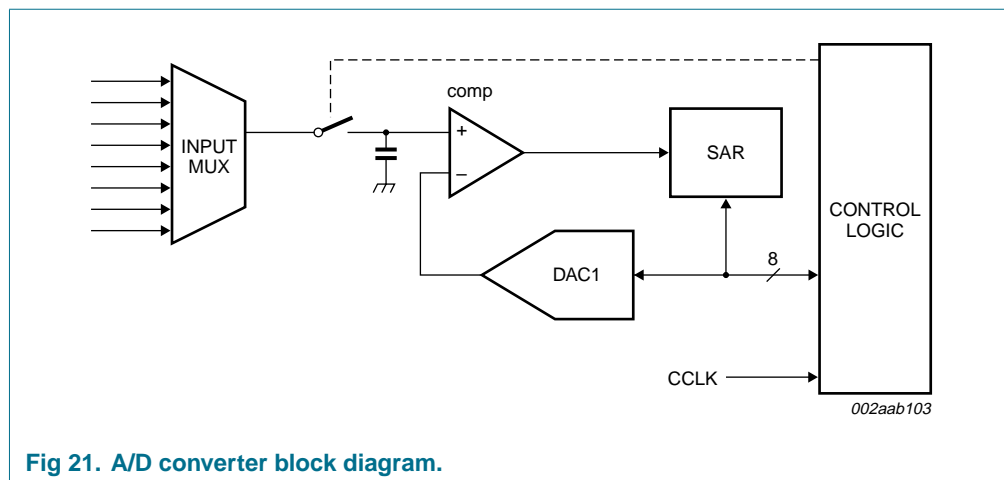 comp
+
–
INPUT
MUX
SAR
CONTROL
LOGIC
DAC1
8
CCLK
002aab103
Fig 21. A/D converter block diagram.